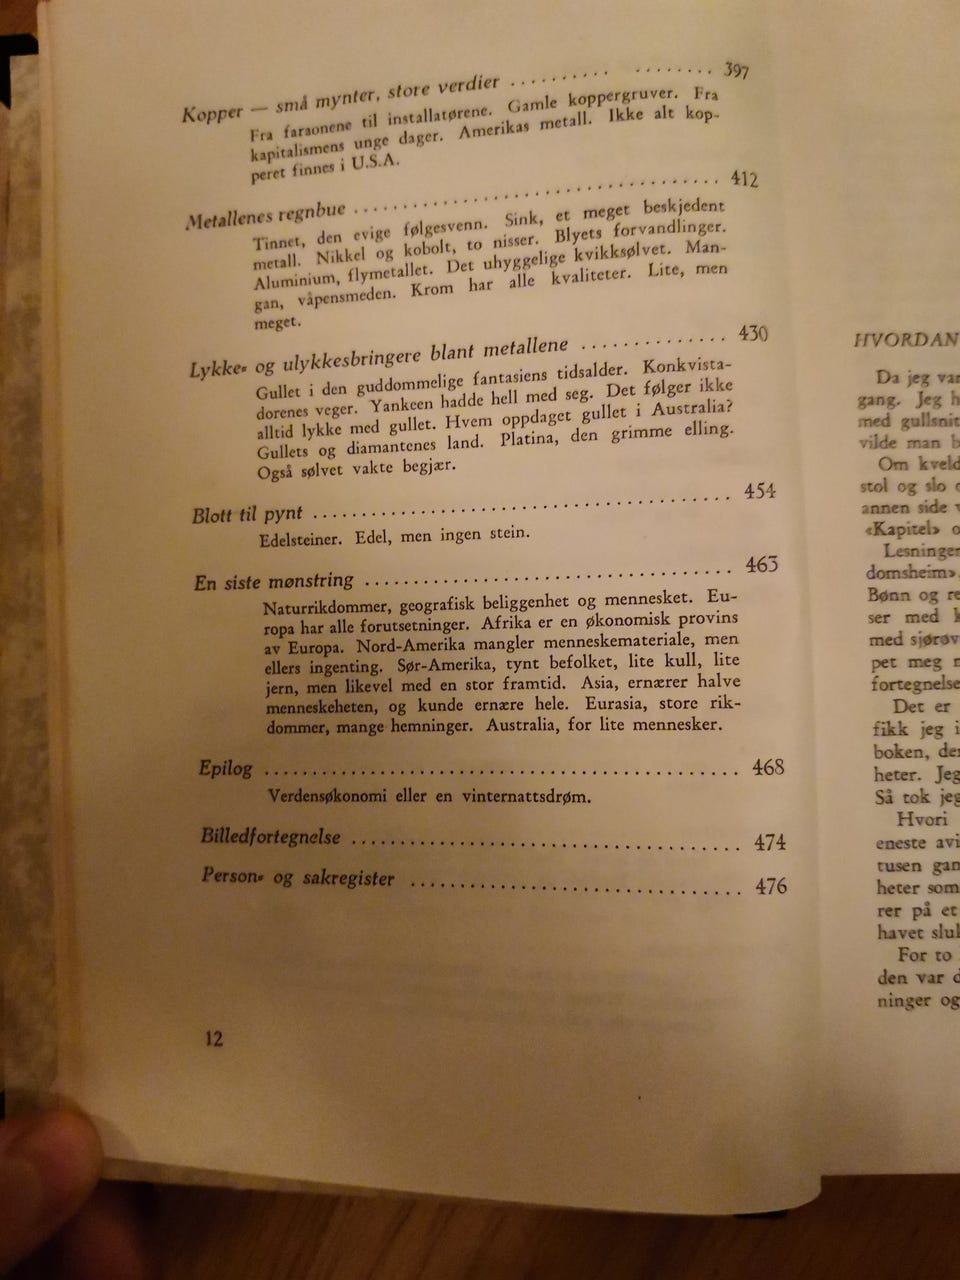 Kopper — små mynter, store verdier .......... ........ 397
Fra faraonene til installatørene. Gamle koppergruver. Fra
kapitalismens unge dager. Amerikas metall. Ikke alt kop-
peret finnes i U.S.A.
Metallenes regnbue ...................................... 412
Tinnet, den evige følgesvenn. Sink, et meget beskjedent
metall. Nikkel og kobolt, to nisser. Blyets forvandlinger.
Aluminium, flymetallet. Det uhyggelige kvikksølvet. Man-
gan, våpensmeden. Krom har alle kvaliteter. Lite, men
meget.
Lykke- og ulykkesbringere blant metallene ............. 430
Gullet i den guddommelige fantasiens tidsalder. Konkvista-
dorenes veger. Yankeen hadde hell med seg. Det følger ikke
alltid lykke med gullet. Hvem oppdaget gullet i Australia?
Gullets og diamantenes land. Platina, den grimme elling.
Også sølvet vakte begjær.
Blott til pynt ........................................... 454
Edelsteiner. Edel, men ingen stein.
En siste mønstring ..................................... 463
Naturrikdommer, geografisk beliggenhet og mennesket. Eu-
ropa har alle forutsetninger. Afrika er en økonomisk provins
av Europa. Nord-Amerika mangler menneskemateriale, men
ellers ingenting. Sør-Amerika, tynt befolket, lite kull, lite
jern, men likevel med en stor framtid. Asia, ernærer halve
menneskeheten, og kunde ernære hele. Eurasia, store rik-
dommer, mange hemninger. Australia, for lite mennesker.
Epilog ................................................ 468
Verdensøkonomi eller en vinternattsdrøm.
Billedfortegnelse ........................................ 474
Person- og sakregister .................................. 476
12
HVORDAN
Da jeg var
gang. Jeg h
med gullsnit
vilde man b
Om kveld
stol og slo
annen side v
«Kapitel» o
Lesninger
domsheim».
Bønn og re
ser med k
med sjørøv
pet meg
fortegnelse
Det er
fikk jeg i
boken, der
heter. Jeg
Så tok jeg
Hvori
eneste avi
tusen gan
heter som
rer på et
havet slul
For to
den var
ninger og